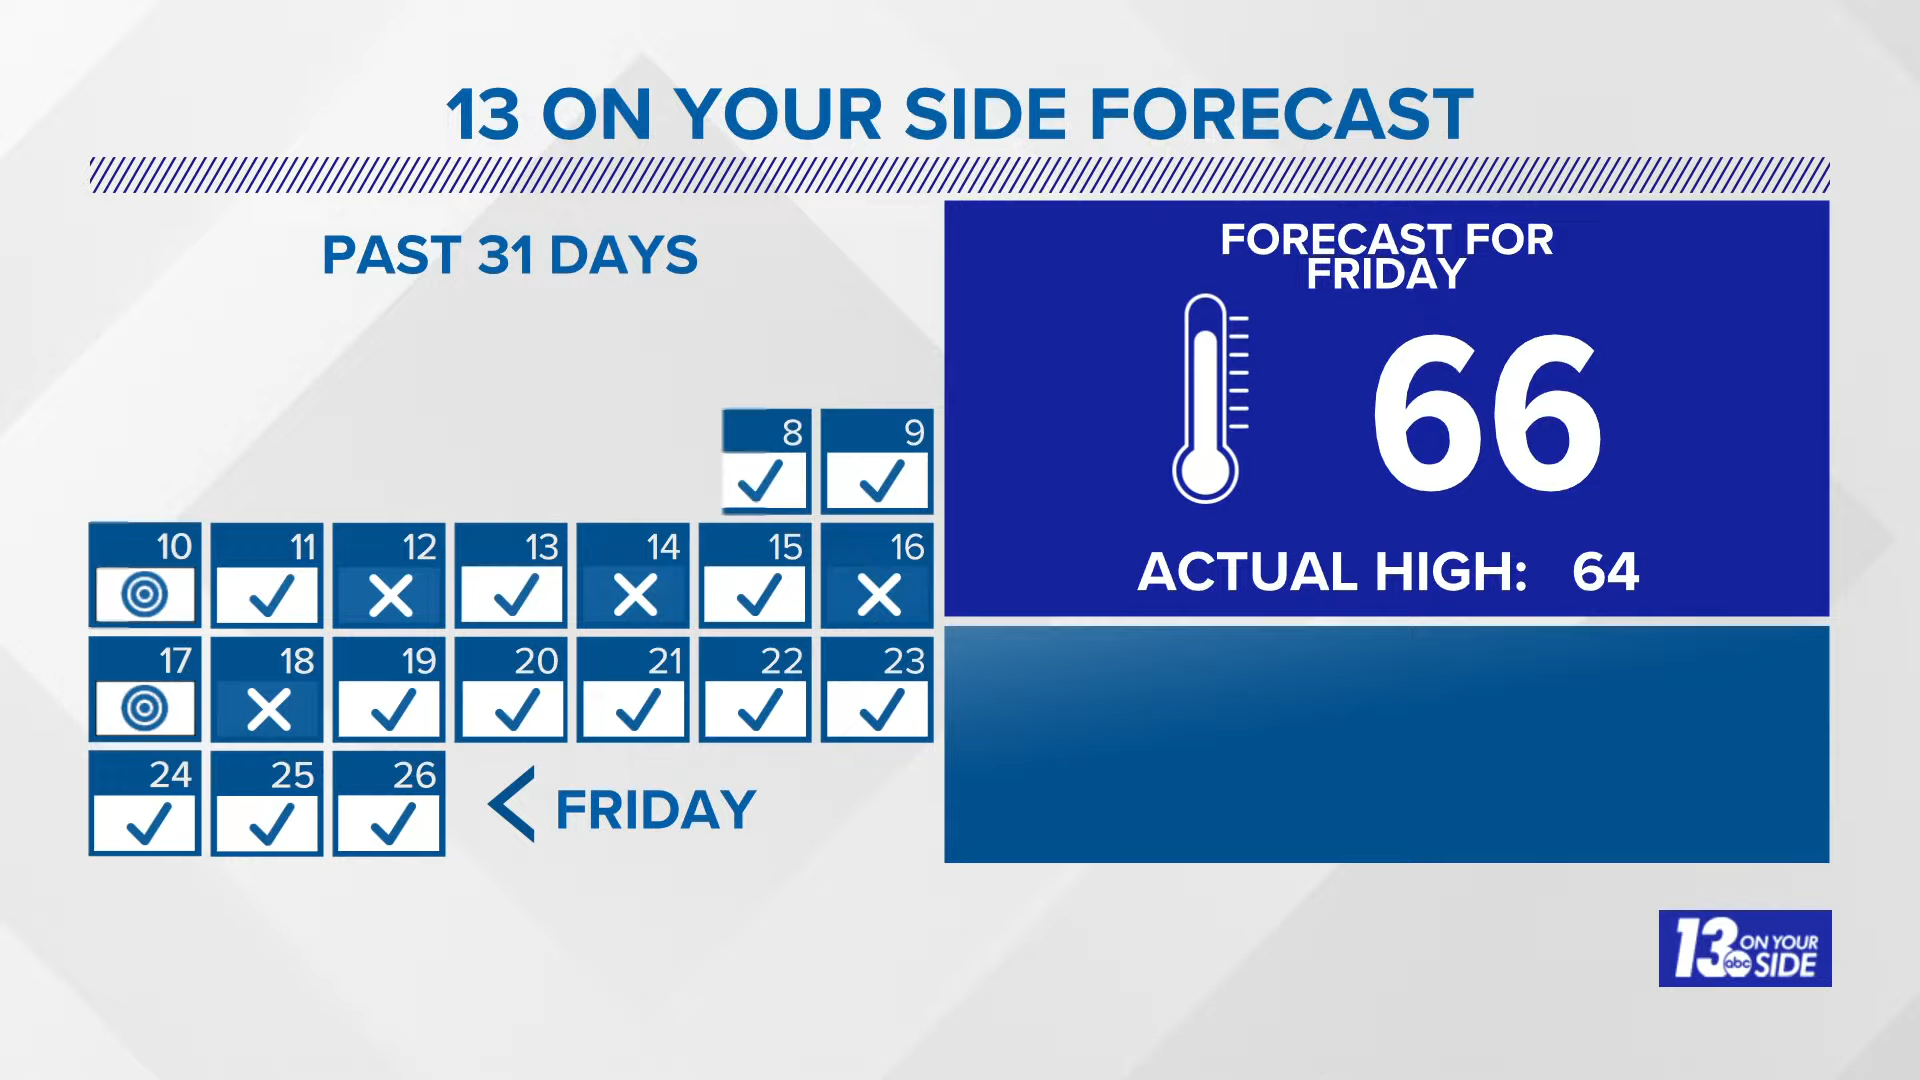 13 ON YOUR SIDE FORECAST
PAST 31 DAYS
8 9
10 11 12 13 14 15 16
17 18 19 20 21 22 23
24 25 26
FRIDAY
FORECAST FOR
FRIDAY
66
ACTUAL HIGH: 64
13 ON YOUR
abc SIDE